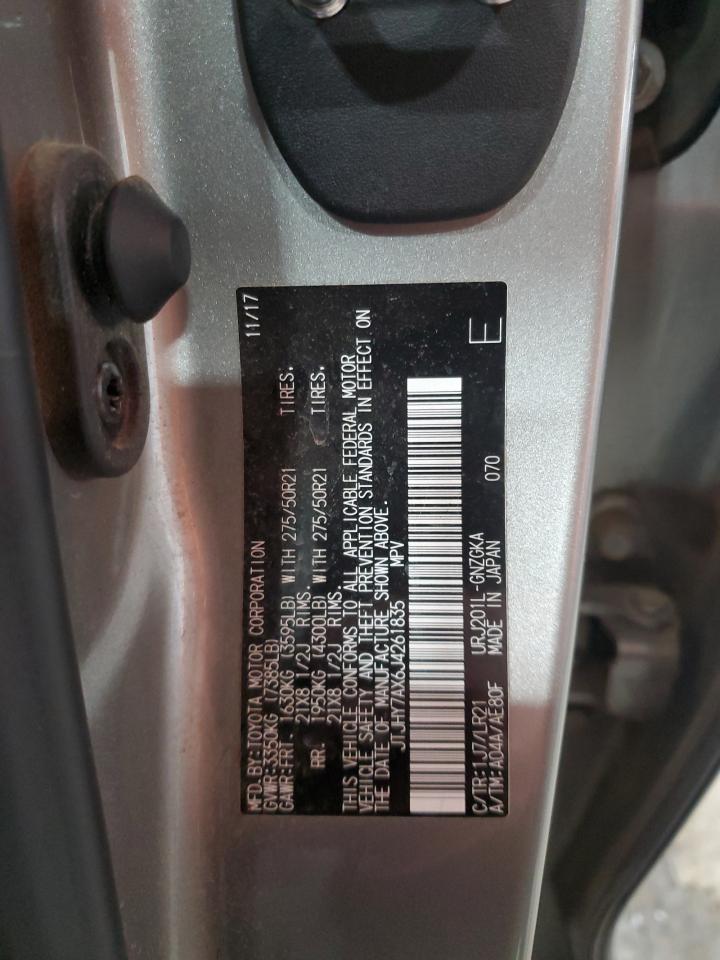 MFD.BY:TOYOTA MOTOR CORPORATION 11/17
GVWR:3350KG (7385LB)
GAWR:FRT. 1630KG (3595LB) WITH 275/50R21 TIRES.
21X8 1/2J RIMS.
RR. 1950KG (4300LB) WITH 275/50R21 TIRES.
21X8 1/2J RIMS.
THIS VEHICLE CONFORMS TO ALL APPLICABLE FEDERAL MOTOR
VEHICLE SAFETY AND THEFT PREVENTION STANDARDS IN EFFECT ON
THE DATE OF MANUFACTURE SHOWN ABOVE.
JTJHY7AX6J4261835 MPV
C/TR:1J7/LR21 URJ201L-GNZGKA 070 E
A/TM:A04A/AE80F MADE IN JAPAN